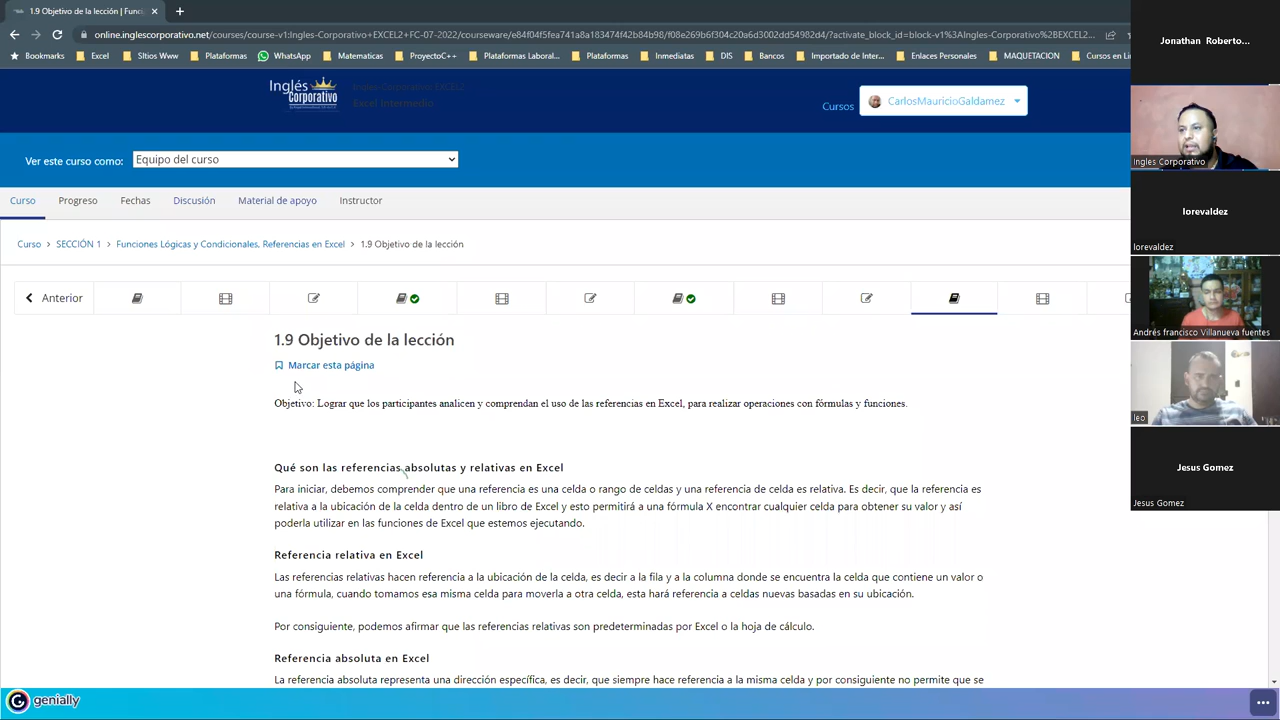 1.9 Objetivo de la lección | Func
online.inglescorporativo.net/courses/course-v1:Ingles-Corporativo+EXCEL2+FC-07-2022/courseware/
Bookmarks Excel Sitios Www Plataformas WhatsApp Matematicas ProyectoC++ Plataformas Laboral... Plataformas Inmediatas DIS Bancos Importado de Inter... Enlaces Personales MAQUETACION Cursos en Lin
Inglés Corporativo
Excel Intermedio
Cursos
CarlosMauricioGaldamez
Ver este curso como:
Equipo del curso
Curso Progreso Fechas Discusión Material de apoyo Instructor
Curso > SECCIÓN 1 > Funciones Lógicas y Condicionales, Referencias en Excel > 1.9 Objetivo de la lección
Anterior
1.9 Objetivo de la lección
Marcar esta página
Objetivo: Lograr que los participantes analicen y comprendan el uso de las referencias en Excel, para realizar operaciones con fórmulas y funciones.
Qué son las referencias absolutas y relativas en Excel
Para iniciar, debemos comprender que una referencia es una celda o rango de celdas y una referencia de celda es relativa. Es decir, que la referencia es
relativa a la ubicación de la celda dentro de un libro de Excel y esto permitirá a una fórmula X encontrar cualquier celda para obtener su valor y así
poderla utilizar en las funciones de Excel que estemos ejecutando.
Referencia relativa en Excel
Las referencias relativas hacen referencia a la ubicación de la celda, es decir a la fila y a la columna donde se encuentra la celda que contiene un valor o
una fórmula, cuando tomamos esa misma celda para moverla a otra celda, esta hará referencia a celdas nuevas basadas en su ubicación.
Por consiguiente, podemos afirmar que las referencias relativas son predeterminadas por Excel o la hoja de cálculo.
Referencia absoluta en Excel
La referencia absoluta representa una dirección específica, es decir, que siempre hace referencia a la misma celda y por consiguiente no permite que se
genially
Jonathan Roberto...
Ingles Corporativo
lorevaldez
lorevaldez
Andrés francisco Villanueva fuentes
leo
Jesus Gomez
Jesus Gomez